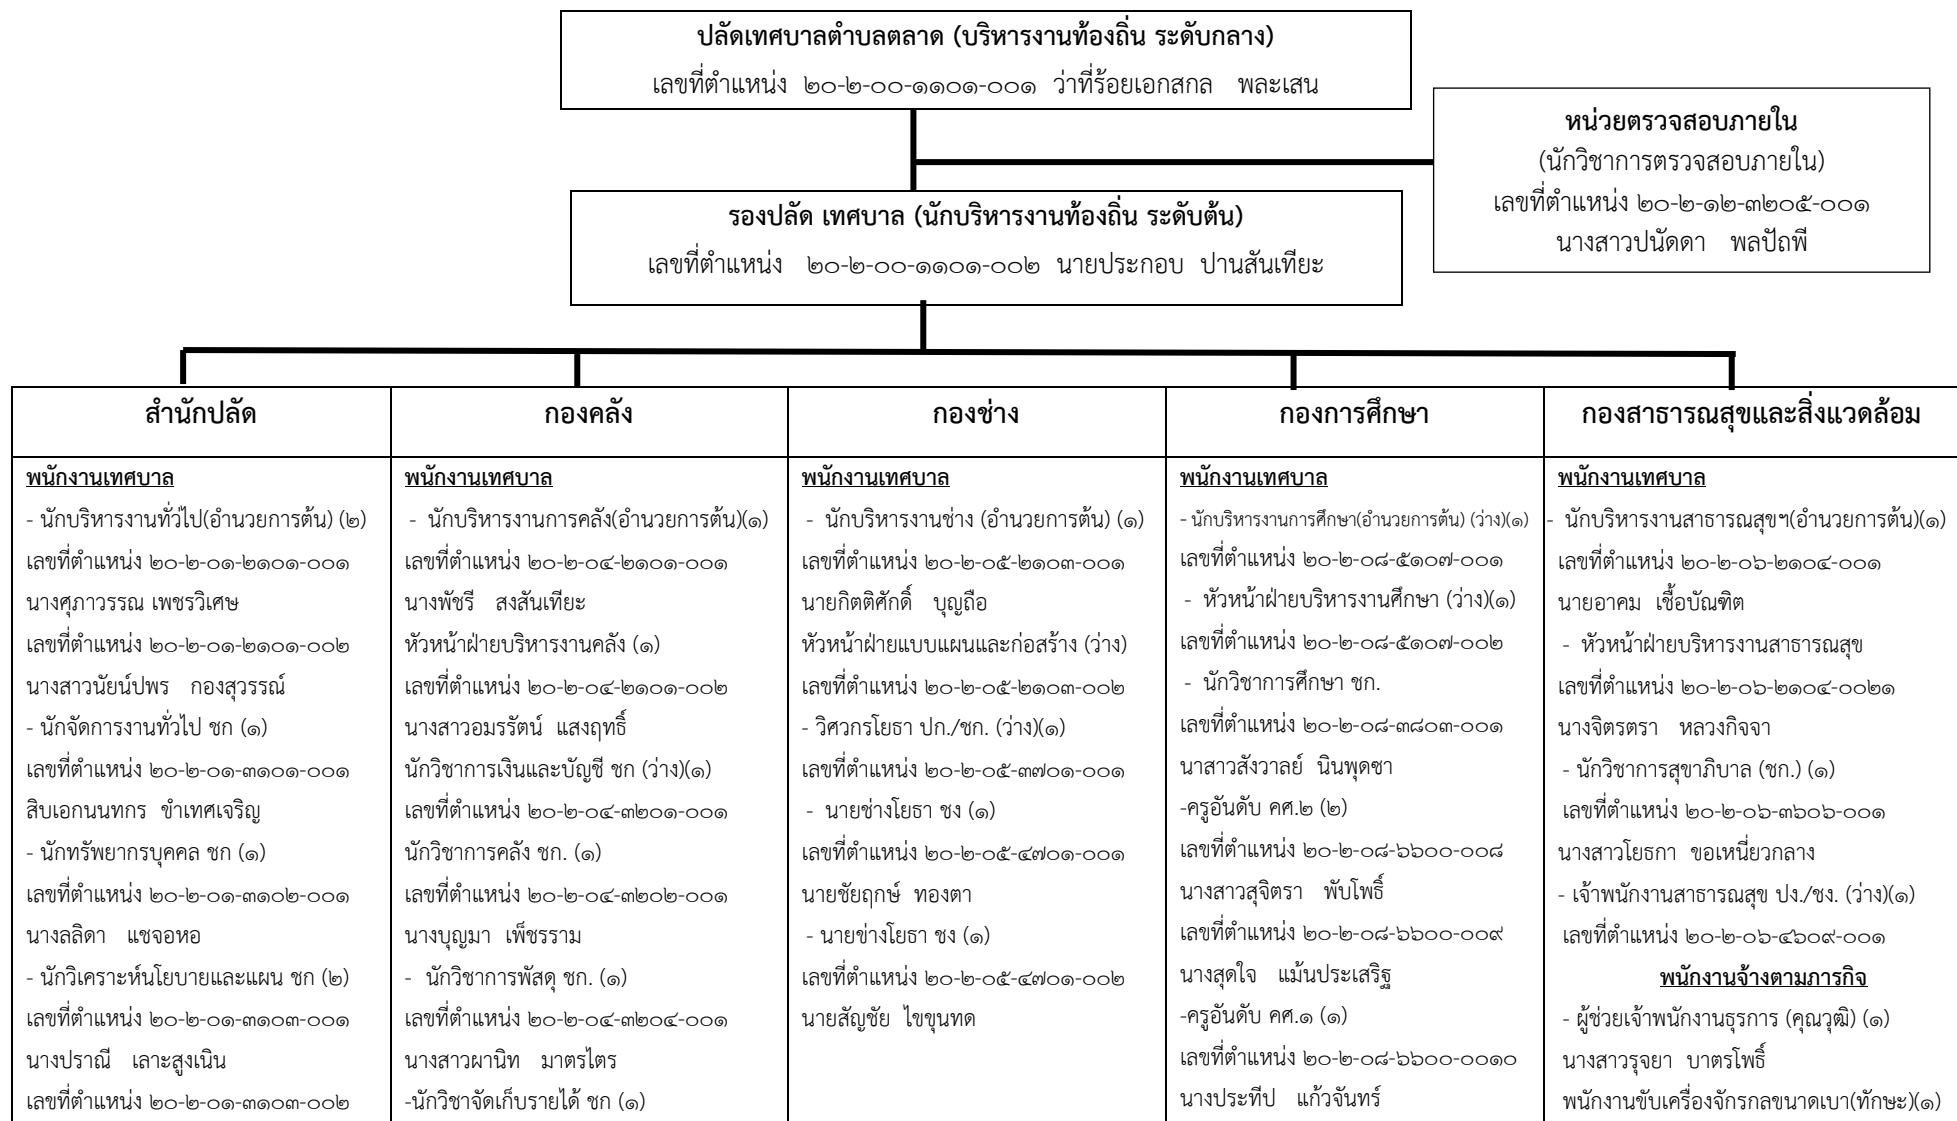 ปลัดเทศบาลตำบลตลาด (บริหารงานท้องถิ่น ระดับกลาง)
เลขที่ตำแหน่ง ๒๐-๒-๐๐-๑๑๐๑-๐๐๑ ว่าที่ร้อยเอกสกล พละเสน
หน่วยตรวจสอบภายใน
(นักวิชาการตรวจสอบภายใน)
เลขที่ตำแหน่ง ๒๐-๒-๑๒-๓๒๐๕-๐๐๑
นางสาวปนัดดา พลปัถพี
รองปลัด เทศบาล (นักบริหารงานท้องถิ่น ระดับต้น)
เลขที่ตำแหน่ง ๒๐-๒-๐๐-๑๑๐๑-๐๐๒ นายประกอบ ปานสันเทียะ
สำนักปลัด
พนักงานเทศบาล
- นักบริหารงานทั่วไป(อำนวยการต้น) (๒)
เลขที่ตำแหน่ง ๒๐-๒-๐๑-๒๑๐๑-๐๐๑
นางศุภาวรรณ เพชรวิเศษ
เลขที่ตำแหน่ง ๒๐-๒-๐๑-๒๑๐๑-๐๐๒
นางสาวนัยน์ปพร กองสุวรรณ์
- นักจัดการงานทั่วไป ชก (๑)
เลขที่ตำแหน่ง ๒๐-๒-๐๑-๓๑๐๑-๐๐๑
สิบเอกนนทกร ขำเทศเจริญ
- นักทรัพยากรบุคคล ชก (๑)
เลขที่ตำแหน่ง ๒๐-๒-๐๑-๓๑๐๒-๐๐๑
นางลลิดา แชจอหอ
- นักวิเคราะห์นโยบายและแผน ชก (๒)
เลขที่ตำแหน่ง ๒๐-๒-๐๑-๓๑๐๓-๐๐๑
นางปราณี เลาะสูงเนิน
เลขที่ตำแหน่ง ๒๐-๒-๐๑-๓๑๐๓-๐๐๒
กองคลัง
พนักงานเทศบาล
- นักบริหารงานการคลัง(อำนวยการต้น)(๑)
เลขที่ตำแหน่ง ๒๐-๒-๐๔-๒๑๐๑-๐๐๑
นางพัชรี สงสันเทียะ
หัวหน้าฝ่ายบริหารงานคลัง (๑)
เลขที่ตำแหน่ง ๒๐-๒-๐๔-๒๑๐๑-๐๐๒
นางสาวอมรรัตน์ แสงฤทธิ์
นักวิชาการเงินและบัญชี ชก (ว่าง)(๑)
เลขที่ตำแหน่ง ๒๐-๒-๐๔-๓๒๐๑-๐๐๑
นักวิชาการคลัง ชก. (๑)
เลขที่ตำแหน่ง ๒๐-๒-๐๔-๓๒๐๒-๐๐๑
นางบุญมา เพ็ชรราม
- นักวิชาการพัสดุ ชก. (๑)
เลขที่ตำแหน่ง ๒๐-๒-๐๔-๓๒๐๔-๐๐๑
นางสาวผานิท มาตรไตร
-นักวิชาจัดเก็บรายได้ ชก (๑)
กองช่าง
พนักงานเทศบาล
- นักบริหารงานช่าง (อำนวยการต้น) (๑)
เลขที่ตำแหน่ง ๒๐-๒-๐๕-๒๑๐๓-๐๐๑
นายกิตติศักดิ์ บุญถือ
หัวหน้าฝ่ายแบบแผนและก่อสร้าง (ว่าง)
เลขที่ตำแหน่ง ๒๐-๒-๐๕-๒๑๐๓-๐๐๒
- วิศวกรโยธา ปก./ชก. (ว่าง)(๑)
เลขที่ตำแหน่ง ๒๐-๒-๐๕-๓๗๐๑-๐๐๑
- นายช่างโยธา ชง (๑)
เลขที่ตำแหน่ง ๒๐-๒-๐๕-๔๗๐๑-๐๐๑
นายชัยฤกษ์ ทองตา
- นายข่างโยธา ชง (๑)
เลขที่ตำแหน่ง ๒๐-๒-๐๕-๔๗๐๑-๐๐๒
นายสัญชัย ไขขุนทด
กองการศึกษา
พนักงานเทศบาล
- นักบริหารงานการศึกษา(อำนวยการต้น) (ว่าง)(๑)
เลขที่ตำแหน่ง ๒๐-๒-๐๘-๕๑๐๗-๐๐๑
- หัวหน้าฝ่ายบริหารงานศึกษา (ว่าง)(๑)
เลขที่ตำแหน่ง ๒๐-๒-๐๘-๕๑๐๗-๐๐๒
- นักวิชาการศึกษา ชก.
เลขที่ตำแหน่ง ๒๐-๒-๐๘-๓๘๐๓-๐๐๑
นาสาวสังวาลย์ นินพุดซา
-ครูอันดับ คศ.๒ (๒)
เลขที่ตำแหน่ง ๒๐-๒-๐๘-๖๖๐๐-๐๐๘
นางสาวสุจิตรา พับโพธิ์
เลขที่ตำแหน่ง ๒๐-๒-๐๘-๖๖๐๐-๐๐๙
นางสุดใจ แม้นประเสริฐ
-ครูอันดับ คศ.๑ (๑)
เลขที่ตำแหน่ง ๒๐-๒-๐๘-๖๖๐๐-๐๐๑๐
นางประทีป แก้วจันทร์
กองสาธารณสุขและสิ่งแวดล้อม
พนักงานเทศบาล
- นักบริหารงานสาธารณสุขฯ(อำนวยการต้น)(๑)
เลขที่ตำแหน่ง ๒๐-๒-๐๖-๒๑๐๔-๐๐๑
นายอาคม เชื้อบัณฑิต
- หัวหน้าฝ่ายบริหารงานสาธารณสุข
เลขที่ตำแหน่ง ๒๐-๒-๐๖-๒๑๐๔-๐๐๒๑
นางจิตรตรา หลวงกิจจา
- นักวิชาการสุขาภิบาล (ชก.) (๑)
เลขที่ตำแหน่ง ๒๐-๒-๐๖-๓๖๐๖-๐๐๑
นางสาวโยธกา ขอเหนี่ยวกลาง
- เจ้าพนักงานสาธารณสุข ปง./ชง. (ว่าง)(๑)
เลขที่ตำแหน่ง ๒๐-๒-๐๖-๔๖๐๙-๐๐๑
พนักงานจ้างตามภารกิจ
- ผู้ช่วยเจ้าพนักงานธุรการ (คุณวุฒิ) (๑)
นางสาวรุจยา บาตรโพธิ์
พนักงานขับเครื่องจักรกลขนาดเบา(ทักษะ)(๑)